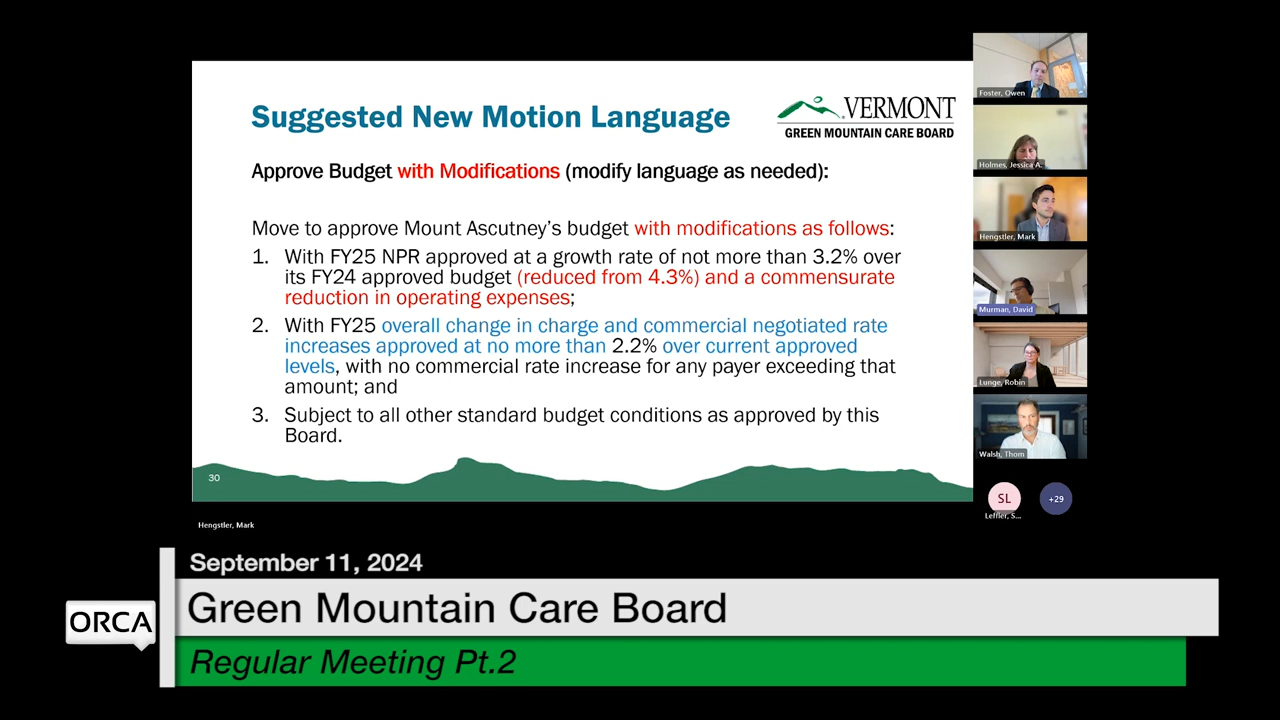 Suggested New Motion Language
VERMONT
GREEN MOUNTAIN CARE BOARD
Approve Budget with Modifications (modify language as needed):
Move to approve Mount Ascutney’s budget with modifications as follows:
1. With FY25 NPR approved at a growth rate of not more than 3.2% over
its FY24 approved budget (reduced from 4.3%) and a commensurate
reduction in operating expenses;
2. With FY25 overall change in charge and commercial negotiated rate
increases approved at no more than 2.2% over current approved
levels, with no commercial rate increase for any payer exceeding that
amount; and
3. Subject to all other standard budget conditions as approved by this
Board.
30
Foster, Owen
Holmes, Jessica A.
Hengstler, Mark
Murman, David
Lunge, Robin
Walsh, Thom
SL
+29
Leffler, S...
Hengstler, Mark
September 11, 2024
ORCA
Green Mountain Care Board
Regular Meeting Pt.2